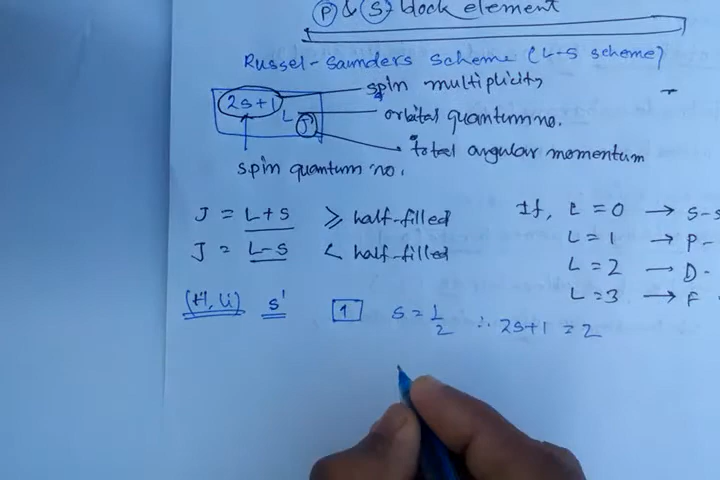 (P) & (S) block element
Russel-Saunders scheme (L-S scheme)
2s+1 L J
spin multiplicity
orbital quantum no.
total angular momentum
spin quantum no.
J = L+S ≥ half-filled
J = L-S < half-filled
If, L = 0 → S-
L = 1 → P-
L = 2 → D-
L = 3 → F
(H, Li) s¹ 1 s = 1/2 ∴ 2s+1 = 2